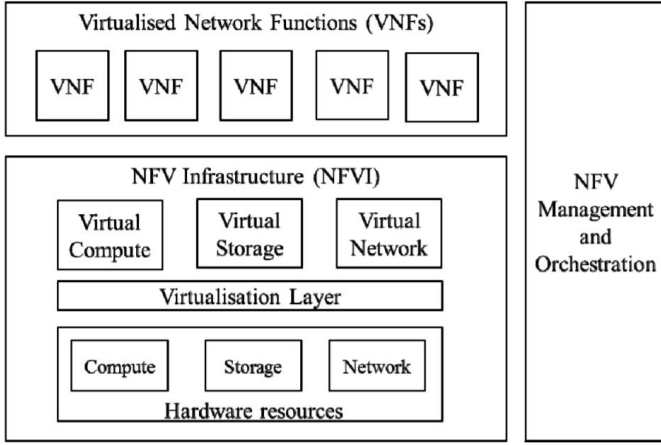 Virtualised Network Functions (VNFs)
VNF VNF VNF VNF VNF
NFV Infrastructure (NFVI)
Virtual Compute
Virtual Storage
Virtual Network
Virtualisation Layer
Compute Storage Network
Hardware resources
NFV
Management
and
Orchestration